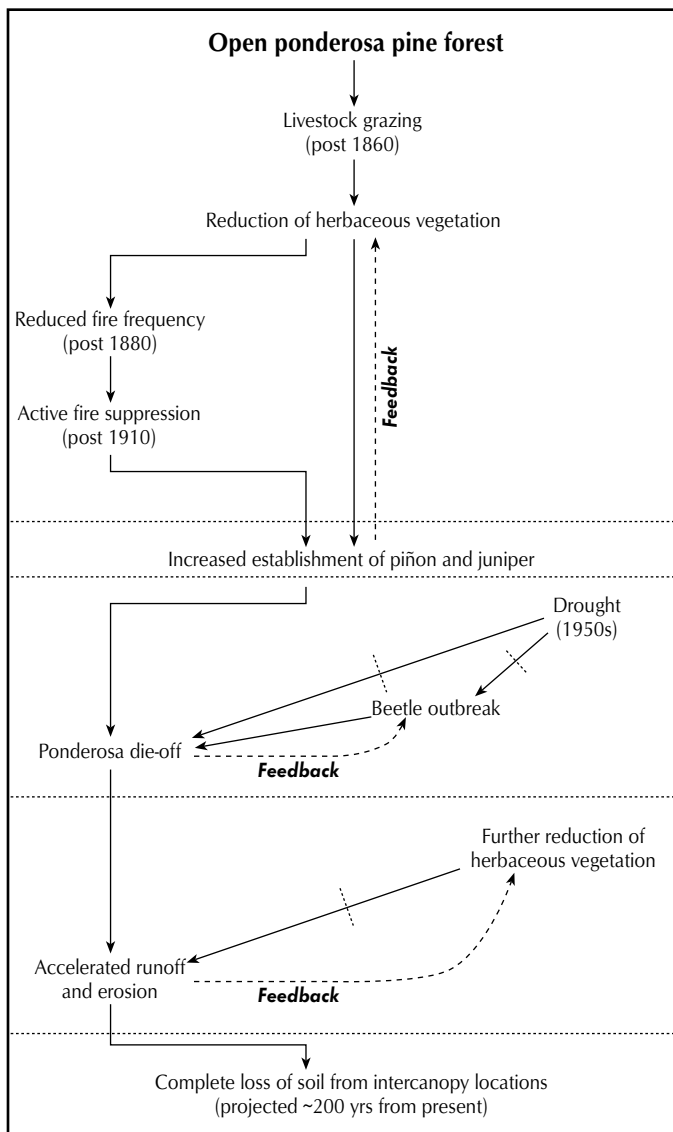 Open ponderosa pine forest
Livestock grazing
(post 1860)
Reduction of herbaceous vegetation
Reduced fire frequency
(post 1880)
Feedback
Active fire suppression
(post 1910)
Increased establishment of piñon and juniper
Drought
(1950s)
Beetle outbreak
Ponderosa die-off
Feedback
Further reduction of
herbaceous vegetation
Accelerated runoff
and erosion
Feedback
Complete loss of soil from intercanopy locations
(projected ~200 yrs from present)